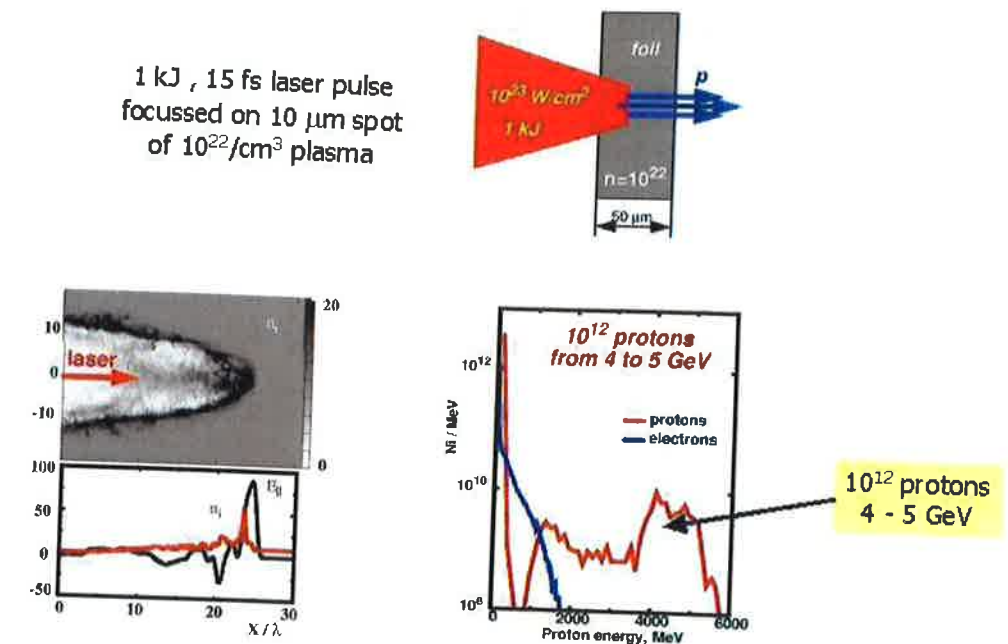 1 kJ , 15 fs laser pulse
focussed on 10 µm spot
of 10²²/cm³ plasma
foil
p
10²³ W/cm²
1 kJ
n=10²²
50 µm
20
10
0
-10
laser
nᵢ
0
100
50
0
-50
nᵢ
E∥
0
10
20
30
X / λ
10¹² protons
from 4 to 5 GeV
10¹²
10¹⁰
10⁸
Ni / MeV
protons
electrons
0
2000
4000
6000
Proton energy, MeV
10¹² protons
4 - 5 GeV